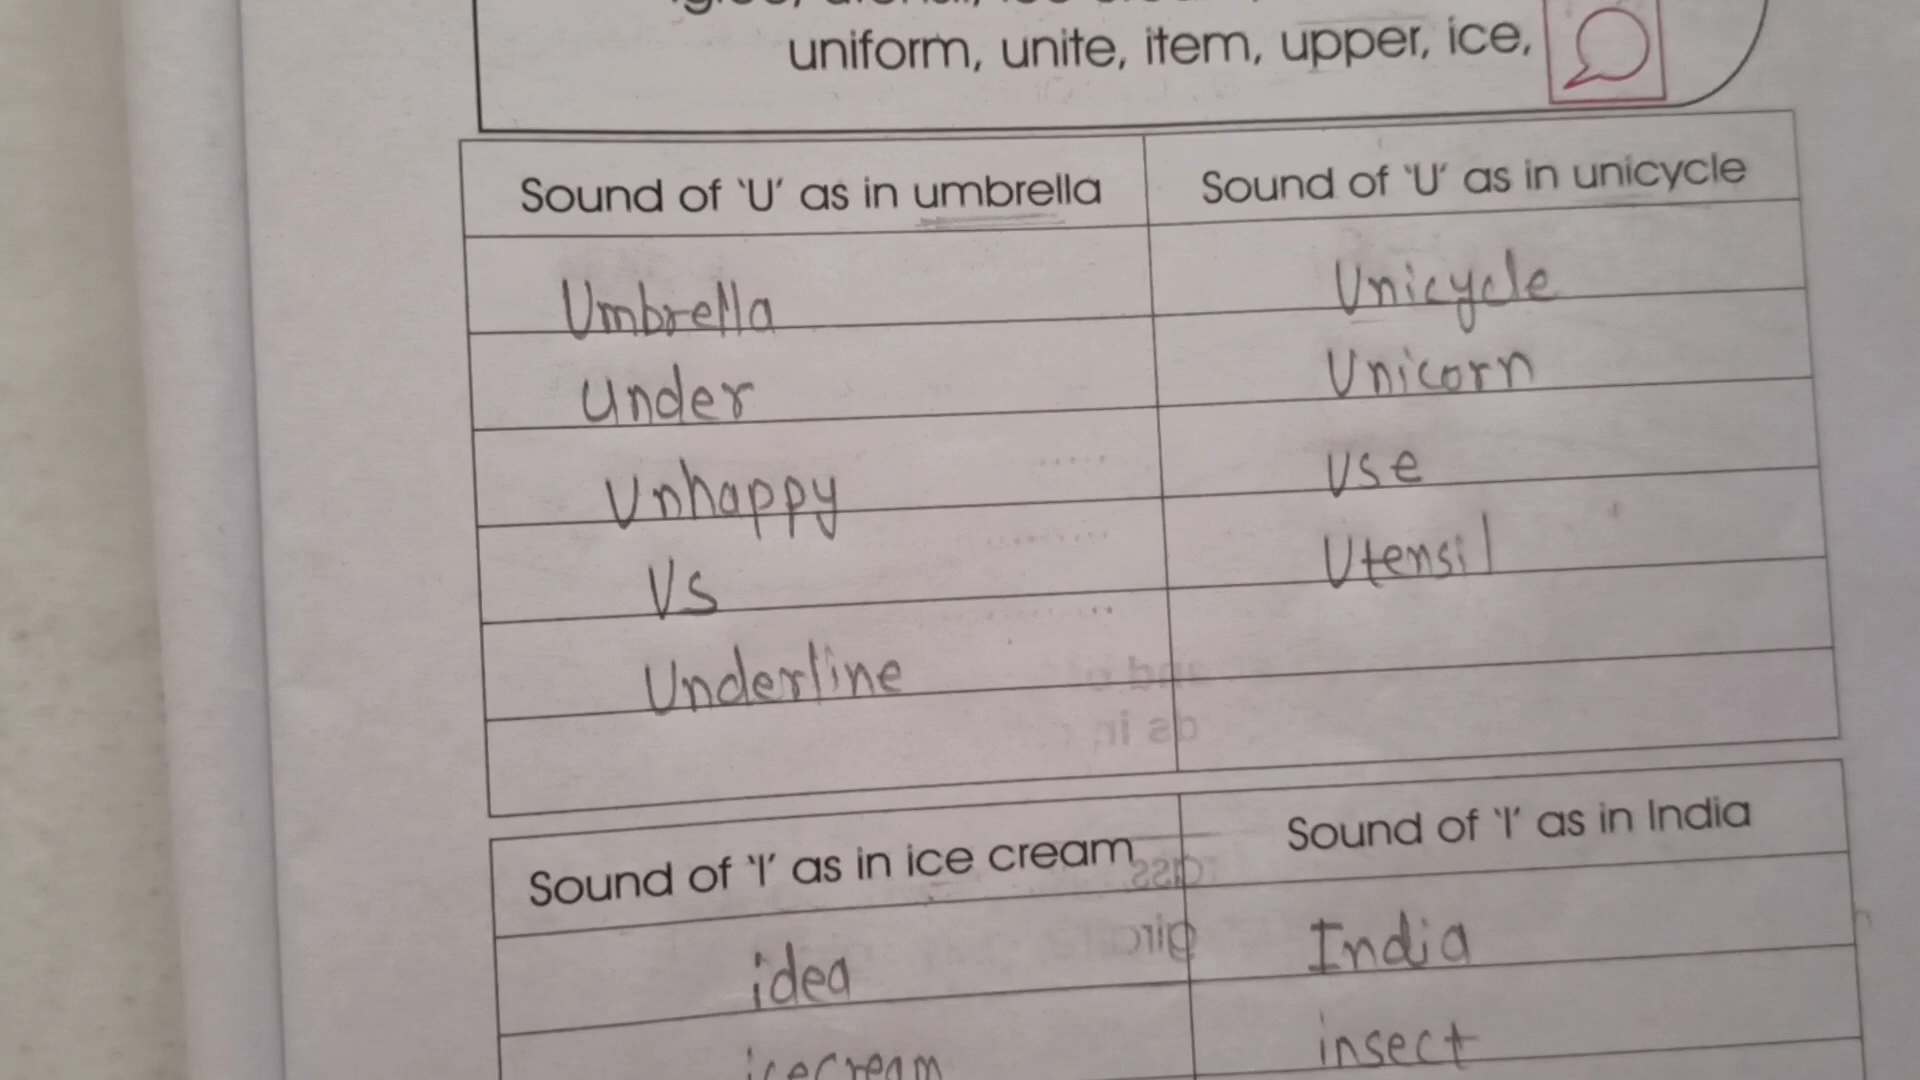 uniform, unite, item, upper, ice,
Sound of 'U' as in umbrella
Sound of 'U' as in unicycle
Umbrella
Unicycle
Under
Unicorn
Unhappy
Use
Us
Utensil
Underline
Sound of 'I' as in ice cream
Sound of 'I' as in India
idea
India
icecream
insect